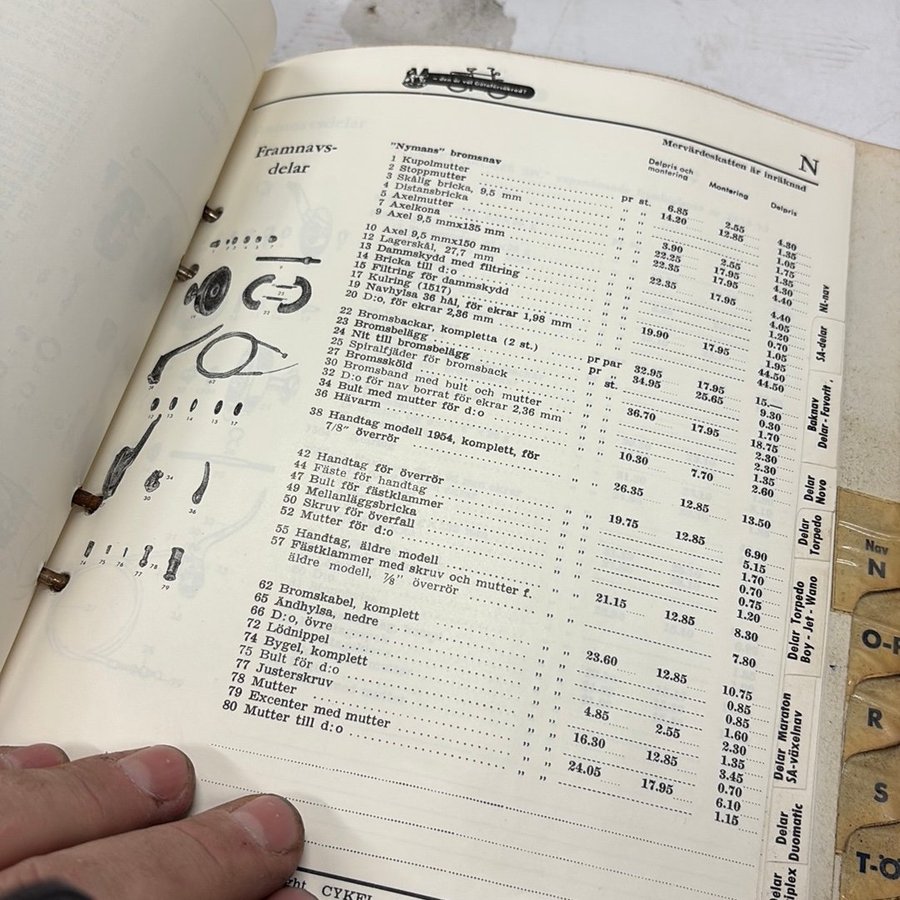 – den är väl Cykelförsäkrad?
Mervärdeskatten är inräknad N
Framnavs-
delar
"Nymans" bromsnav
1 Kupolmutter
2 Stoppmutter
3 Skålig bricka, 9,5 mm
4 Distansbricka
5 Axelmutter
7 Axelkona
9 Axel 9,5 mmx135 mm
10 Axel 9,5 mmx150 mm
12 Lagerskål, 27,7 mm
13 Dammskydd med filtring
14 Bricka till d:o
15 Filtring för dammskydd
17 Kulring (1517)
19 Navhylsa 36 hål, för ekrar 1,98 mm
20 D:o, för ekrar 2,36 mm
22 Bromsbackar, kompletta (2 st.)
23 Bromsbelägg
24 Nit till bromsbelägg
25 Spiralfjäder för bromsback
27 Bromssköld
30 Bromsband med bult och mutter
32 D:o för nav borrat för ekrar 2,36 mm
34 Bult med mutter för d:o
36 Hävarm
38 Handtag modell 1954, komplett, för
7/8" överrör
42 Handtag för överrör
44 Fäste för handtag
47 Bult för fästklammer
49 Mellanläggsbricka
50 Skruv för överfall
52 Mutter för d:o
55 Handtag, äldre modell
57 Fästklammer med skruv och mutter f.
äldre modell, 7/8" överrör
62 Bromskabel, komplett
65 Ändhylsa, nedre
66 D:o, övre
72 Lödnippel
74 Bygel, komplett
75 Bult för d:o
77 Justerskruv
78 Mutter
79 Excenter med mutter
80 Mutter till d:o
pr st.
pr par
pr st.
Delpris och
montering
6.85
14.20
3.90
22.25
22.35
22.35
19.90
32.95
34.95
36.70
10.30
26.35
19.75
21.15
23.60
4.85
16.30
24.05
Montering
2.55
12.85
2.55
17.95
17.95
17.95
17.95
17.95
25.65
17.95
7.70
12.85
12.85
12.85
12.85
2.55
12.85
17.95
Delpris
4.30
1.35
1.05
1.75
1.35
4.30
4.40
4.40
4.05
1.20
0.70
1.05
1.95
44.50
44.50
15.—
9.30
0.30
1.70
18.75
2.30
2.30
1.35
2.60
13.50
6.90
5.15
1.70
0.70
0.75
1.20
8.30
7.80
10.75
0.85
0.85
1.60
2.30
1.35
3.45
0.70
6.10
1.15
NL-nav
SA-delar
Baknav
Delar - Favorit
Delar
Novo
Delar
Torpedo
Delar Torpedo
Boy - Jet - Wano
Delar Maraton
SA-växelnav
Delar
Duomatic
Delar
Nav
N
R
S
T-Ö
CYKEL